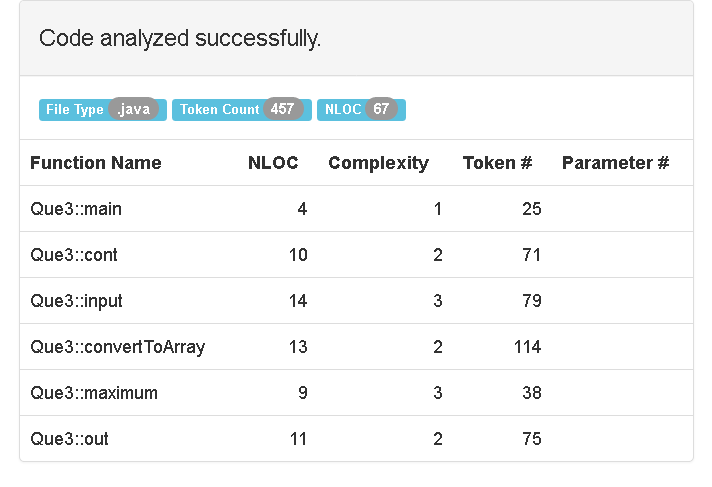 Code analyzed successfully.
File Type .java Token Count 457 NLOC 67
Function Name NLOC Complexity Token # Parameter #
Que3::main 4 1 25
Que3::cont 10 2 71
Que3::input 14 3 79
Que3::convertToArray 13 2 114
Que3::maximum 9 3 38
Que3::out 11 2 75